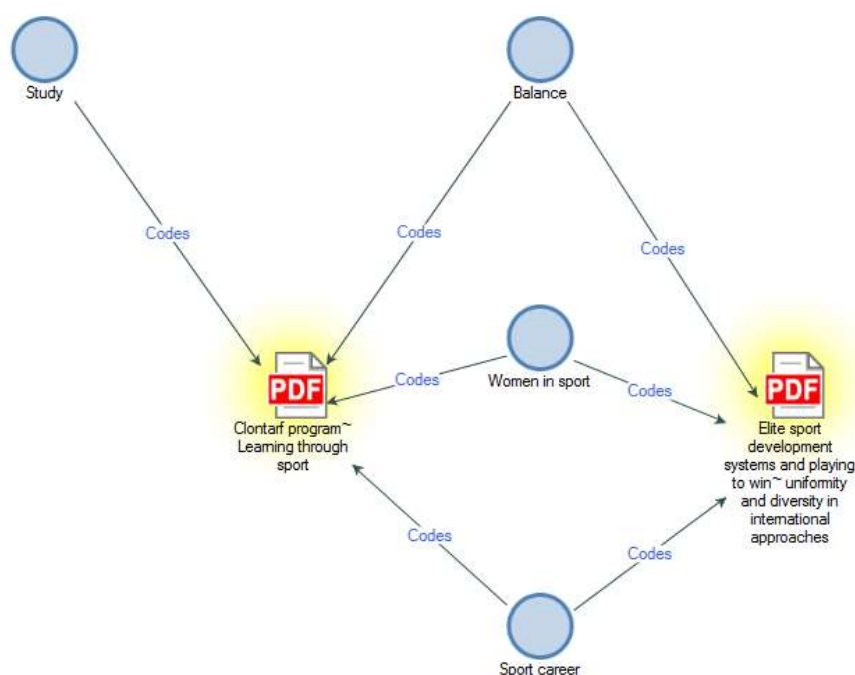 Study
Balance
Codes
Codes
Codes
Women in sport
Codes
Codes
PDF
Clontarf program~
Learning through
sport
PDF
Elite sport
development
systems and playing
to win~ uniformity
and diversity in
international
approaches
Codes
Codes
Sport career